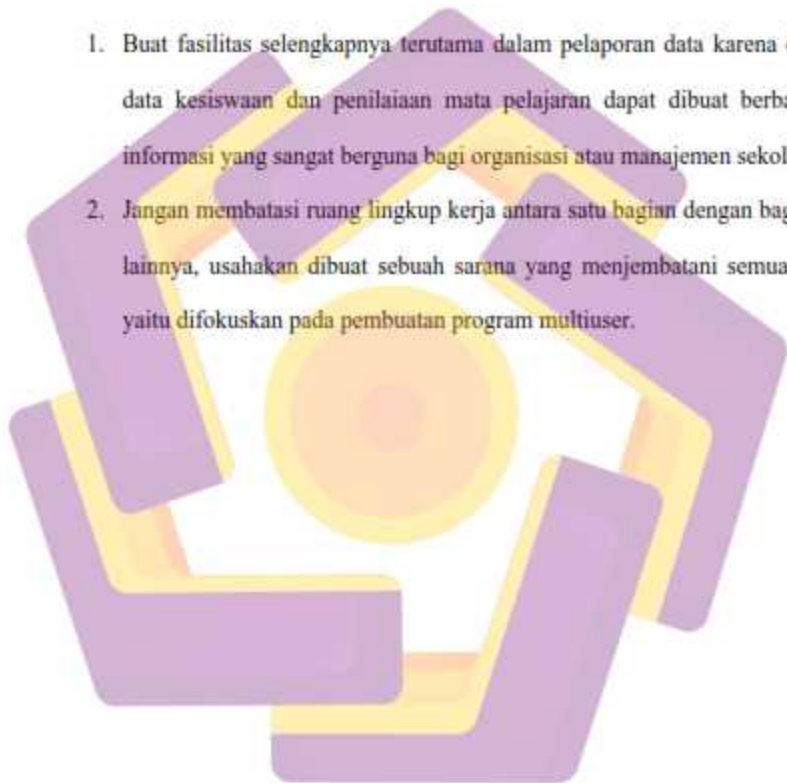 1. Buat fasilitas selengkapnya terutama dalam pelaporan data karena
data kesiswaan dan penilaiaan mata pelajaran dapat dibuat
informasi yang sangat berguna bagi organisasi atau manajemen
2. Jangan membatasi ruang lingkup kerja antara satu bagian dengan
lainnya, usahakan dibuat sebuah sarana yang menjembatani semua
yaitu difokuskan pada pembuatan program multiuser.